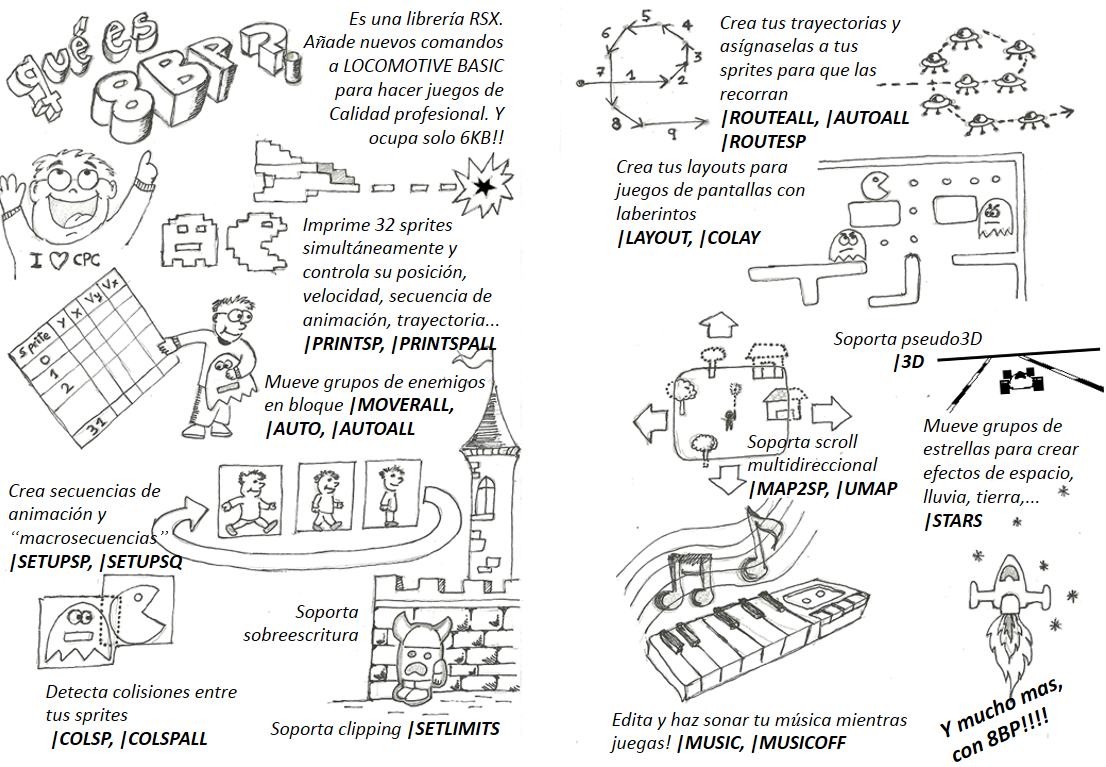 ¿qué es
8BP?
Es una librería RSX.
Añade nuevos comandos
a LOCOMOTIVE BASIC
para hacer juegos de
Calidad profesional. Y
ocupa solo 6KB!!
I ♡ CPC
Imprime 32 sprites
simultáneamente y
controla su posición,
velocidad, secuencia de
animación, trayectoria...
|PRINTSP, |PRINTSPALL
Sprite Y X Vy Vx
0
1
2
31
Mueve grupos de enemigos
en bloque |MOVERALL,
|AUTO, |AUTOALL
Crea secuencias de
animación y
“macrosecuencias”
|SETUPSP, |SETUPSQ
Soporta
sobreescritura
Detecta colisiones entre
tus sprites
|COLSP, |COLSPALL
Soporta clipping |SETLIMITS
1
2
3
4
5
6
7
8
9
Crea tus trayectorias y
asígnaselas a tus
sprites para que las
recorran
|ROUTEALL, |AUTOALL
|ROUTESP
Crea tus layouts para
juegos de pantallas con
laberintos
|LAYOUT, |COLAY
Soporta pseudo3D
|3D
Soporta scroll
multidireccional
|MAP2SP, |UMAP
Mueve grupos de
estrellas para crear
efectos de espacio,
lluvia, tierra,...
|STARS
Edita y haz sonar tu música mientras
juegas! |MUSIC, |MUSICOFF
Y mucho mas,
con 8BP!!!!